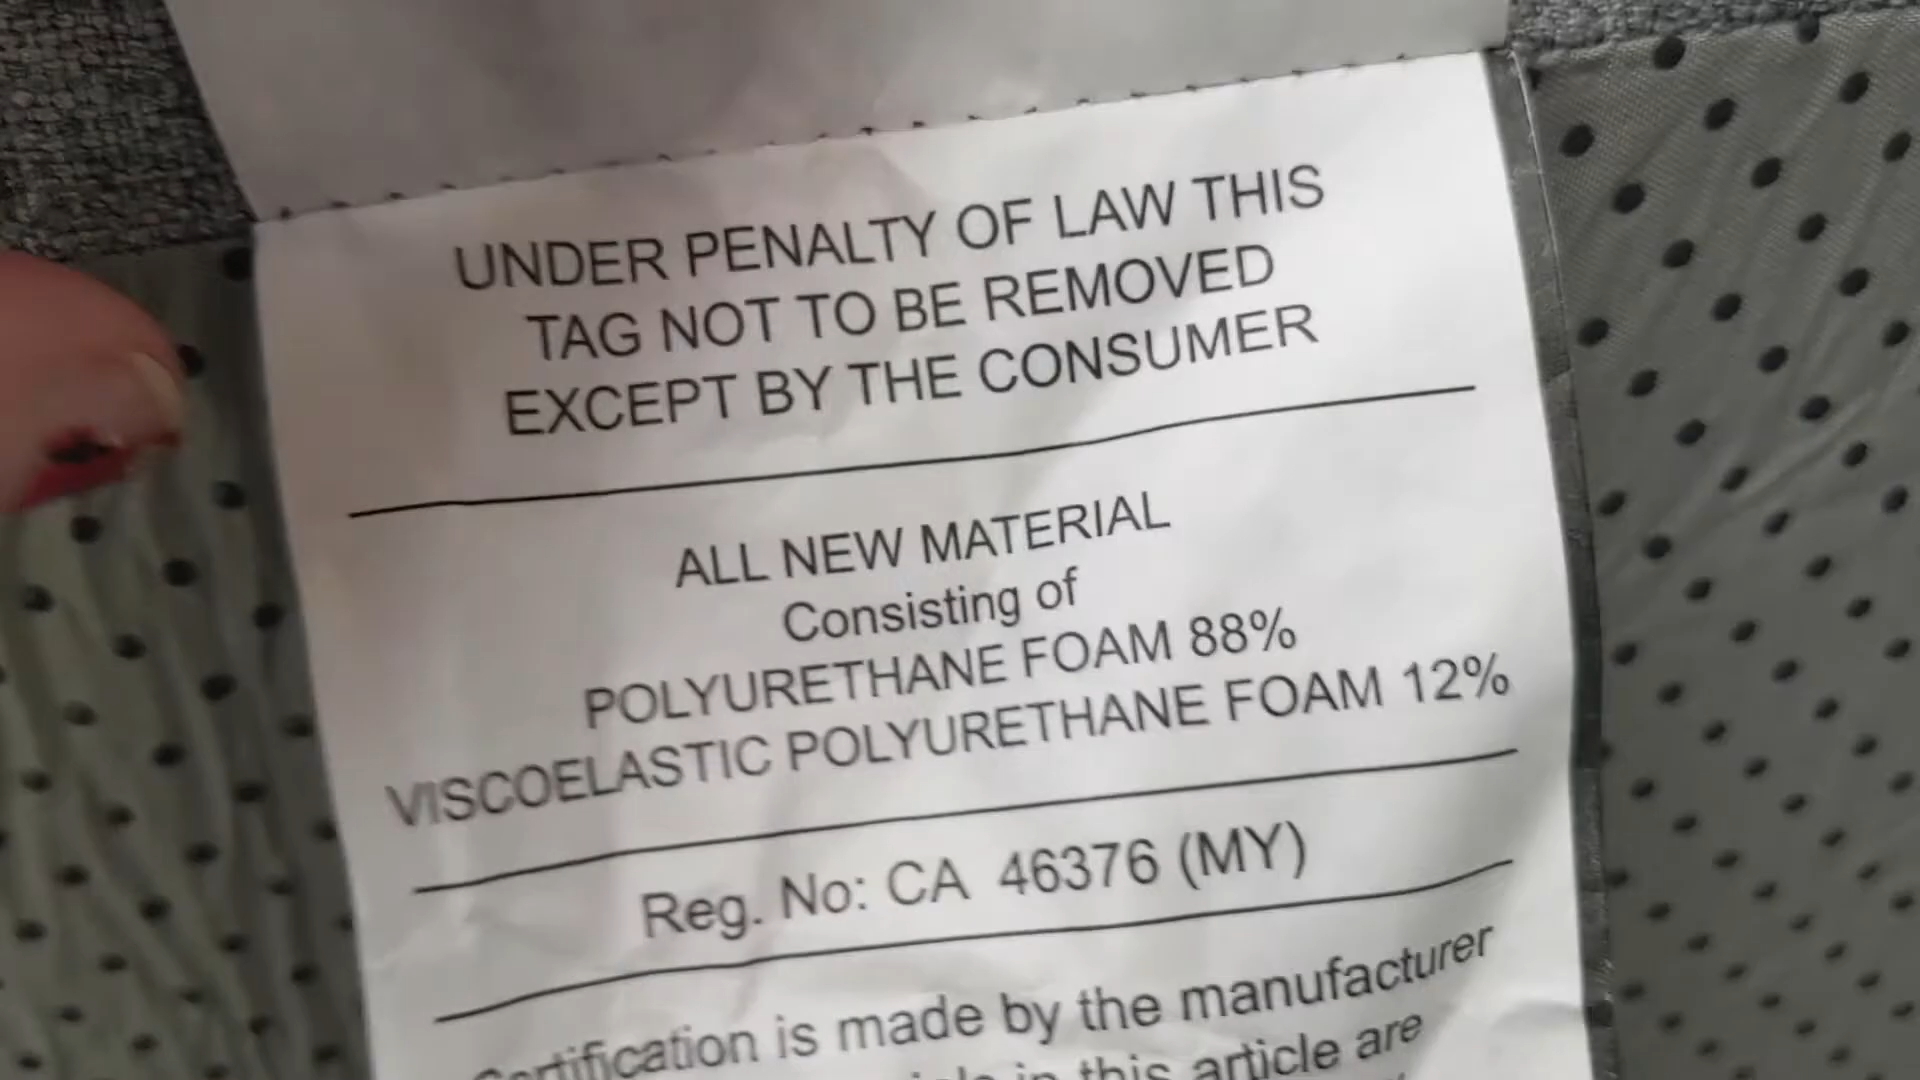 UNDER PENALTY OF LAW THIS
TAG NOT TO BE REMOVED
EXCEPT BY THE CONSUMER
ALL NEW MATERIAL
Consisting of
POLYURETHANE FOAM 88%
VISCOELASTIC POLYURETHANE FOAM 12%
Reg. No: CA 46376 (MY)
is made by the manufacturer
in this article are